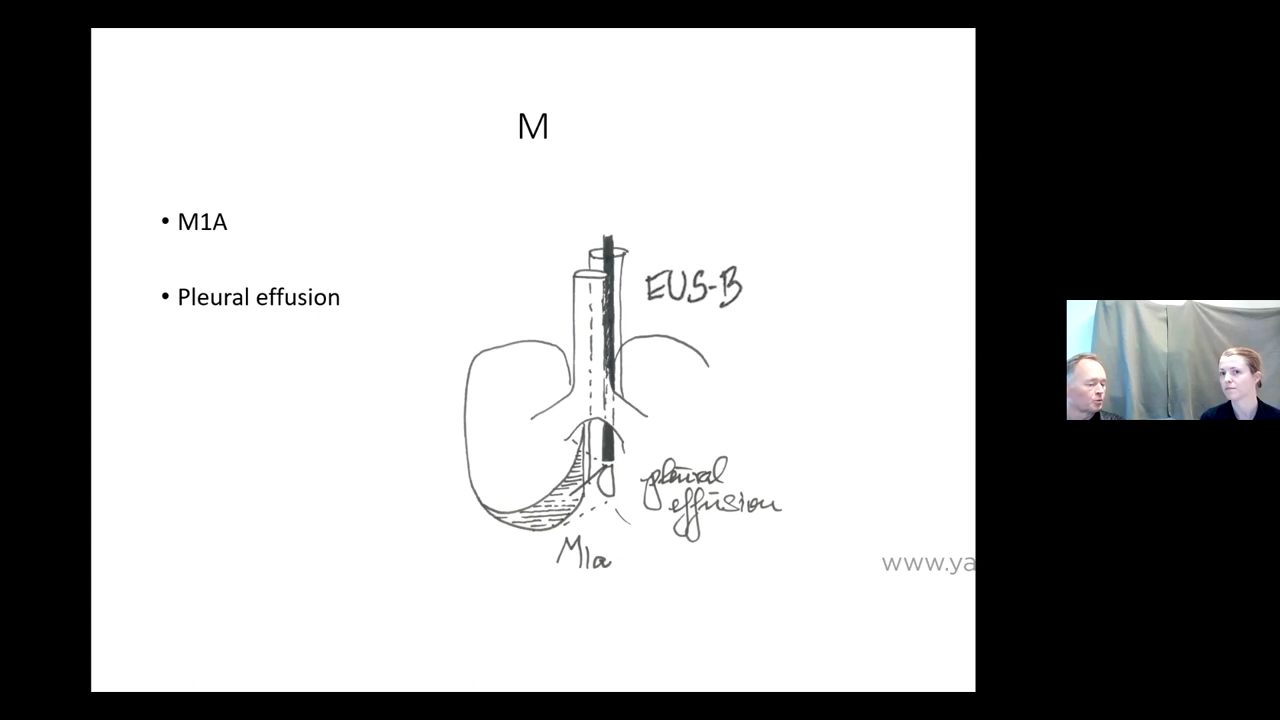 M
• M1A
• Pleural effusion
EUS-B
pleural
effusion
M1a
www.ya